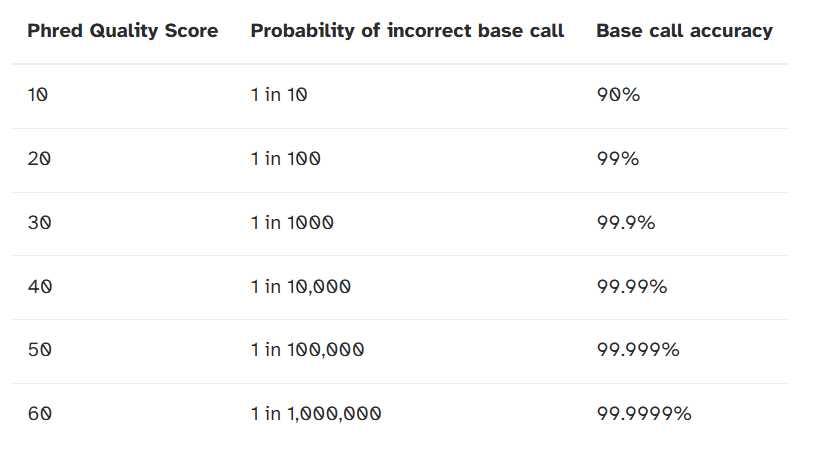 Phred Quality Score Probability of incorrect base call Base call accuracy
10 1 in 10 90%
20 1 in 100 99%
30 1 in 1000 99.9%
40 1 in 10,000 99.99%
50 1 in 100,000 99.999%
60 1 in 1,000,000 99.9999%